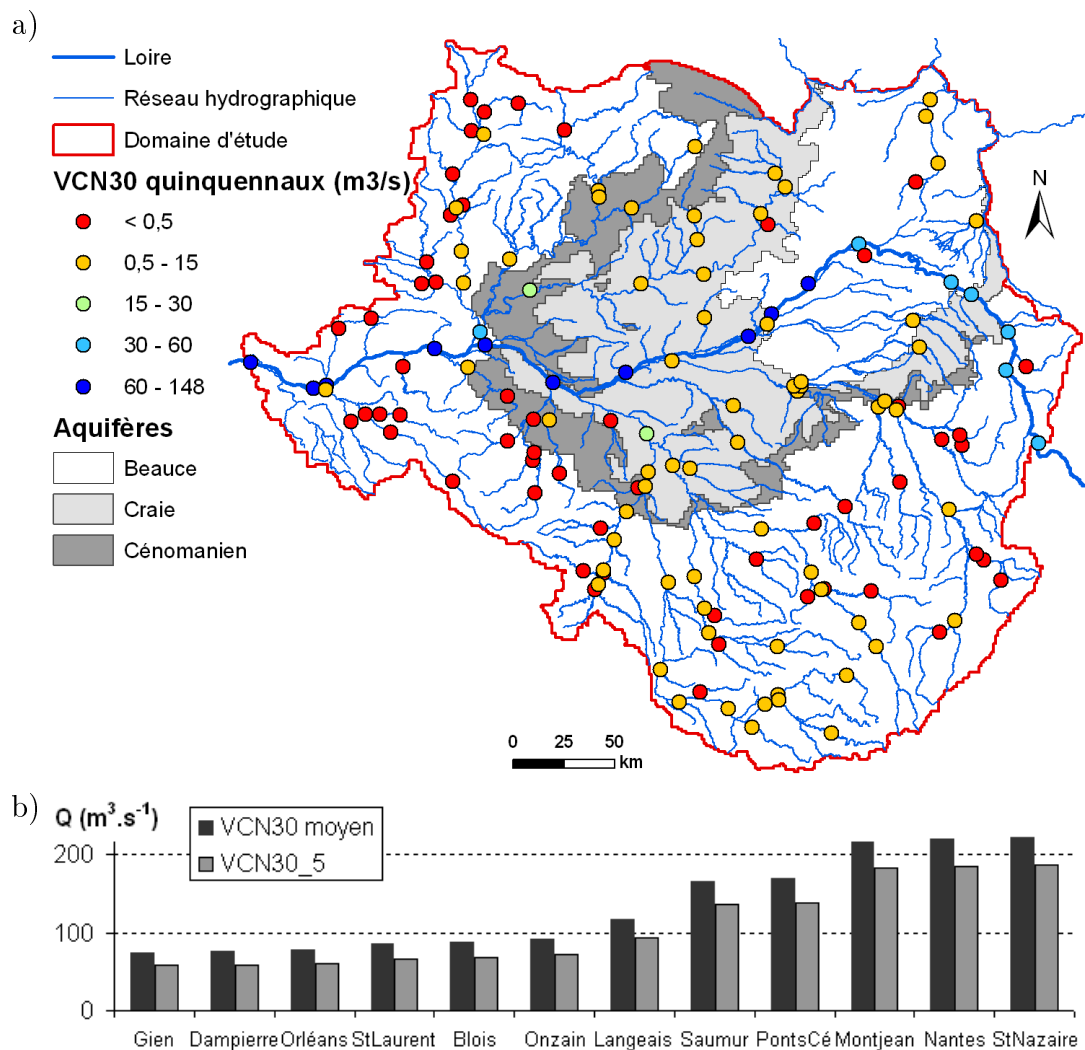 a)
Loire
Réseau hydrographique
Domaine d'étude
VCN30 quinquennaux (m3/s)
< 0,5
0,5 - 15
15 - 30
30 - 60
60 - 148
Aquifères
Beauce
Craie
Cénomanien
N
0 25 50
km
b)
Q (m³.s⁻¹)
VCN30 moyen
VCN30_5
200
100
0
Gien Dampierre Orléans StLaurent Blois Onzain Langeais Saumur PontsCé Montjean Nantes StNazaire